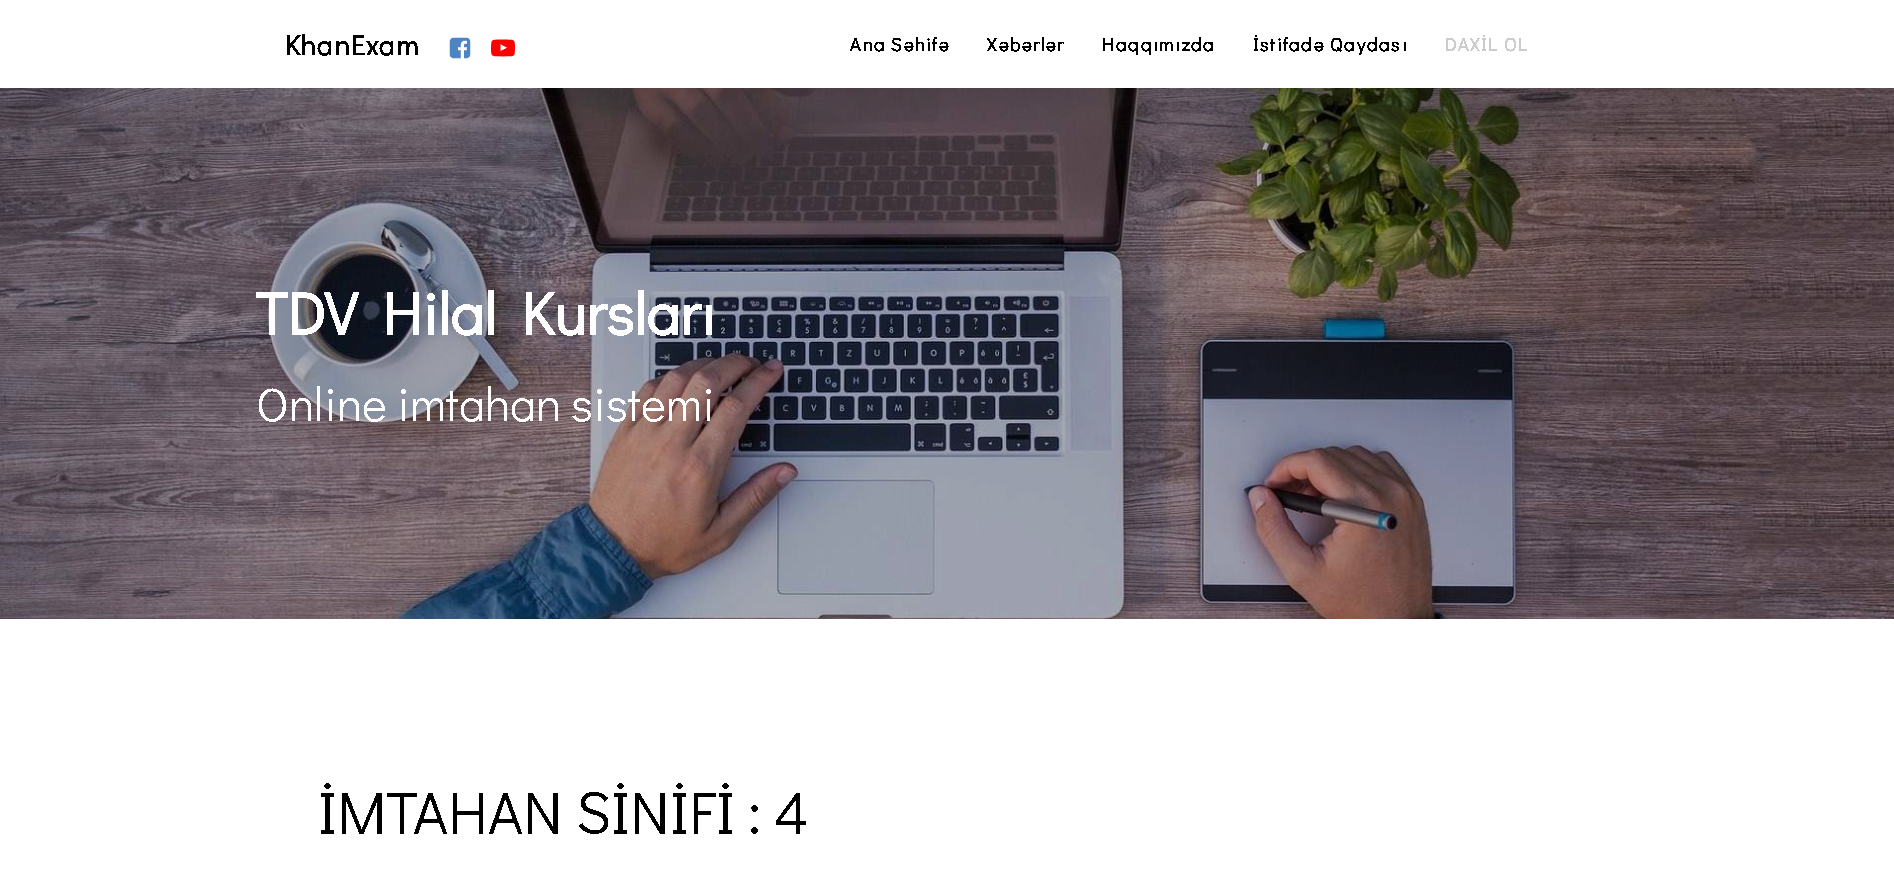 KhanExam
Ana Səhifə Xəbərlər Haqqımızda İstifadə Qaydası DAXİL OL
TDV Hilal Kursları
Online imtahan sistemi
İMTAHAN SİNİFİ : 4